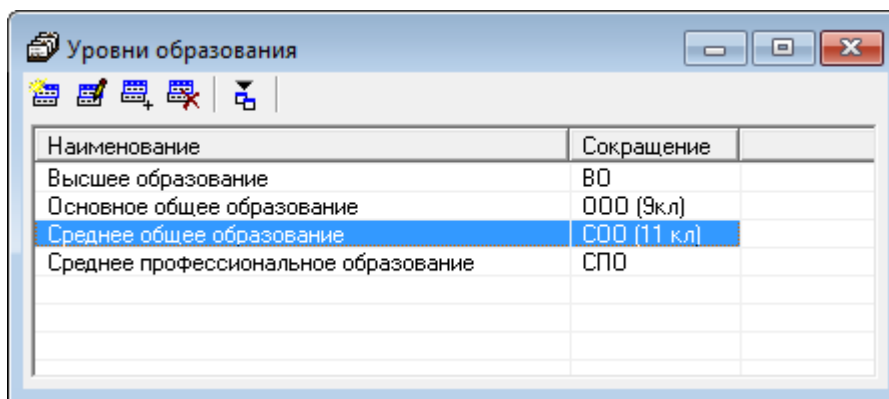 Уровни образования
Наименование Сокращение
Высшее образование ВО
Основное общее образование ООО (9кл)
Среднее общее образование СОО (11 кл)
Среднее профессиональное образование СПО